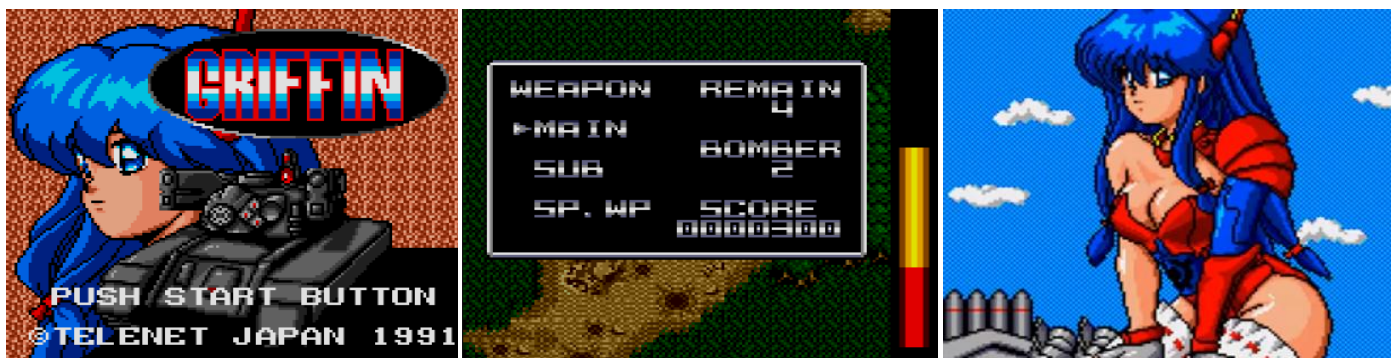 GRIFFIN
PUSH START BUTTON
©TELENET JAPAN 1991
WEAPON REMAIN
4
▶MAIN
BOMBER
SUB 2
SP.WP SCORE
0000300